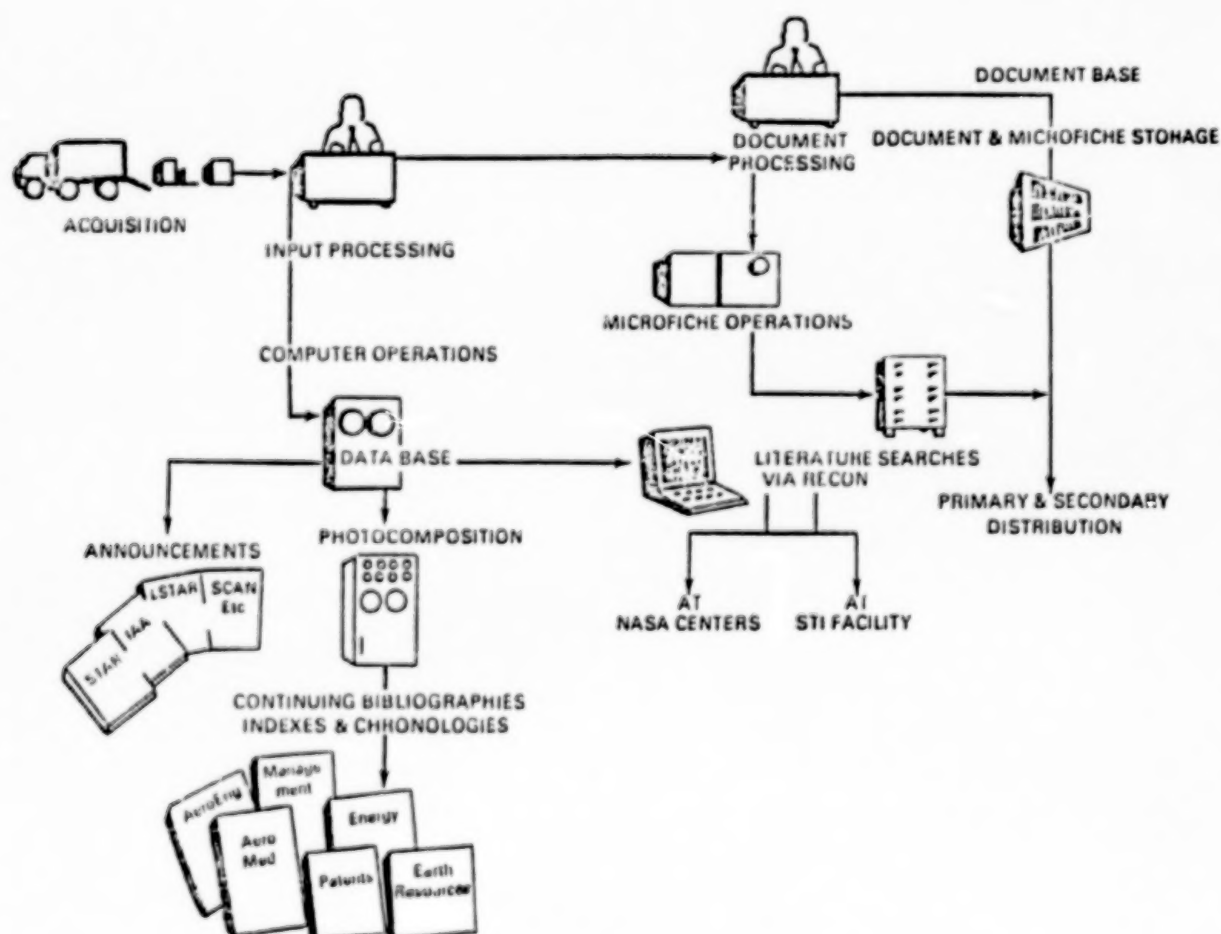 DOCUMENT BASE
DOCUMENT
PROCESSING
DOCUMENT & MICROFICHE STORAGE
ACQUISITION
INPUT PROCESSING
MICROFICHE OPERATIONS
COMPUTER OPERATIONS
DATA BASE
LITERATURE SEARCHES
VIA RECON
PRIMARY & SECONDARY
DISTRIBUTION
ANNOUNCEMENTS
PHOTOCOMPOSITION
LSTAR
SCAN
Etc
STAR
IAA
AT
NASA CENTERS
AT
STI FACILITY
CONTINUING BIBLIOGRAPHIES
INDEXES & CHRONOLOGIES
AeroEng
Manage
ment
Aero
Med
Energy
Patents
Earth
Resources